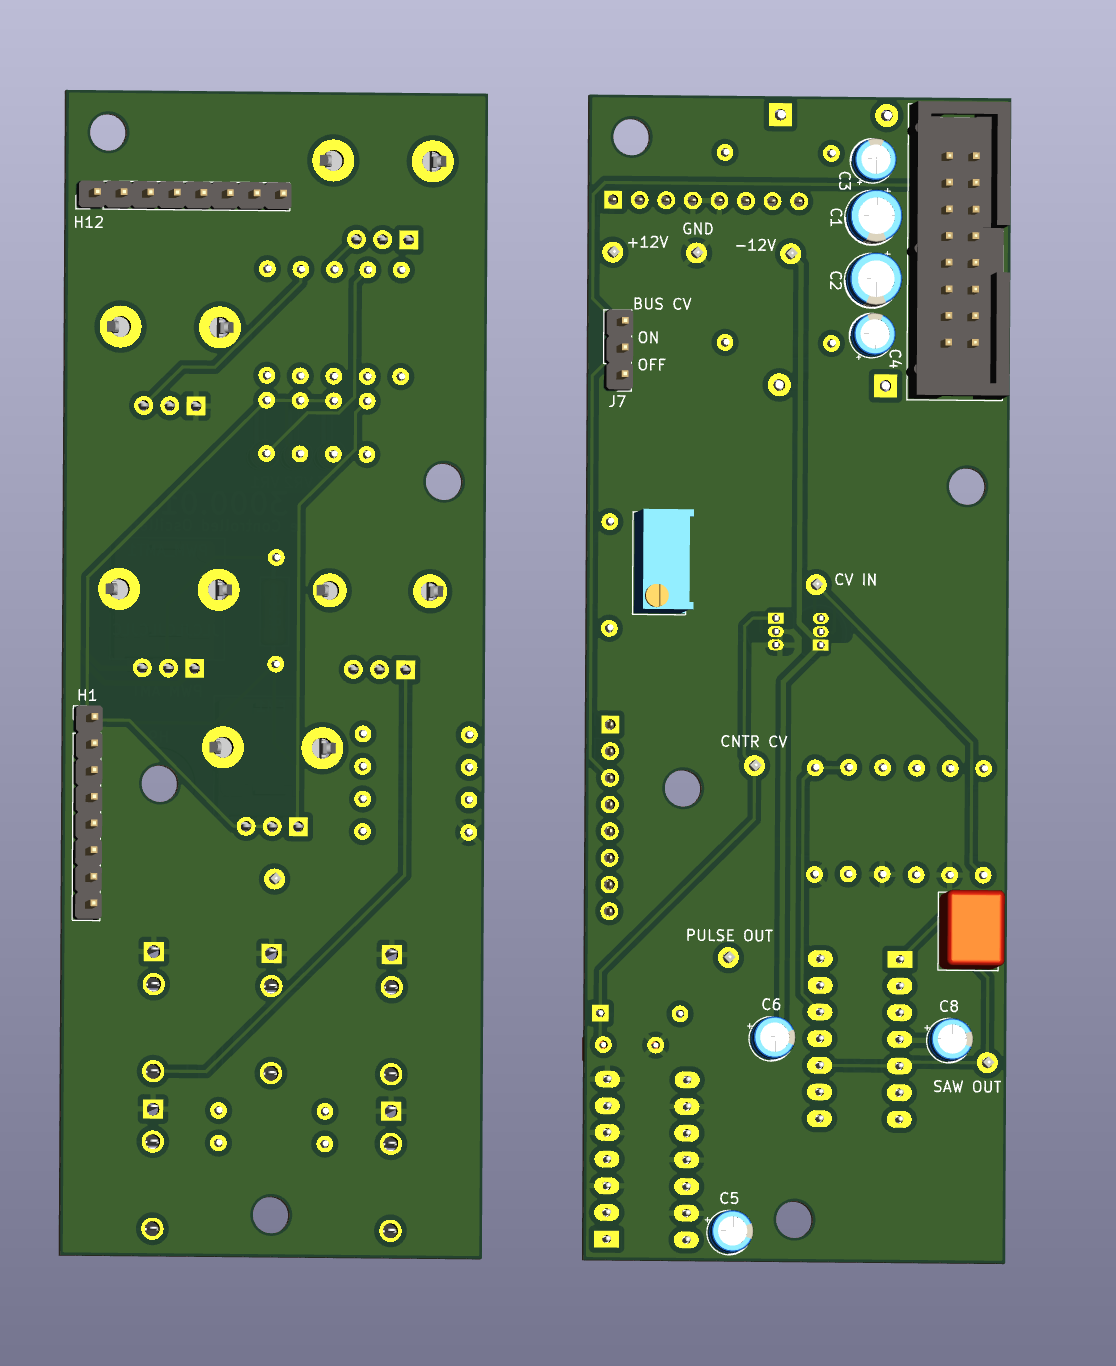 H12
H1
C3
C1
+12V
GND
-12V
C2
BUS CV
ON
OFF
C4
J7
CV IN
CNTR CV
PULSE OUT
C6
C8
SAW OUT
C5